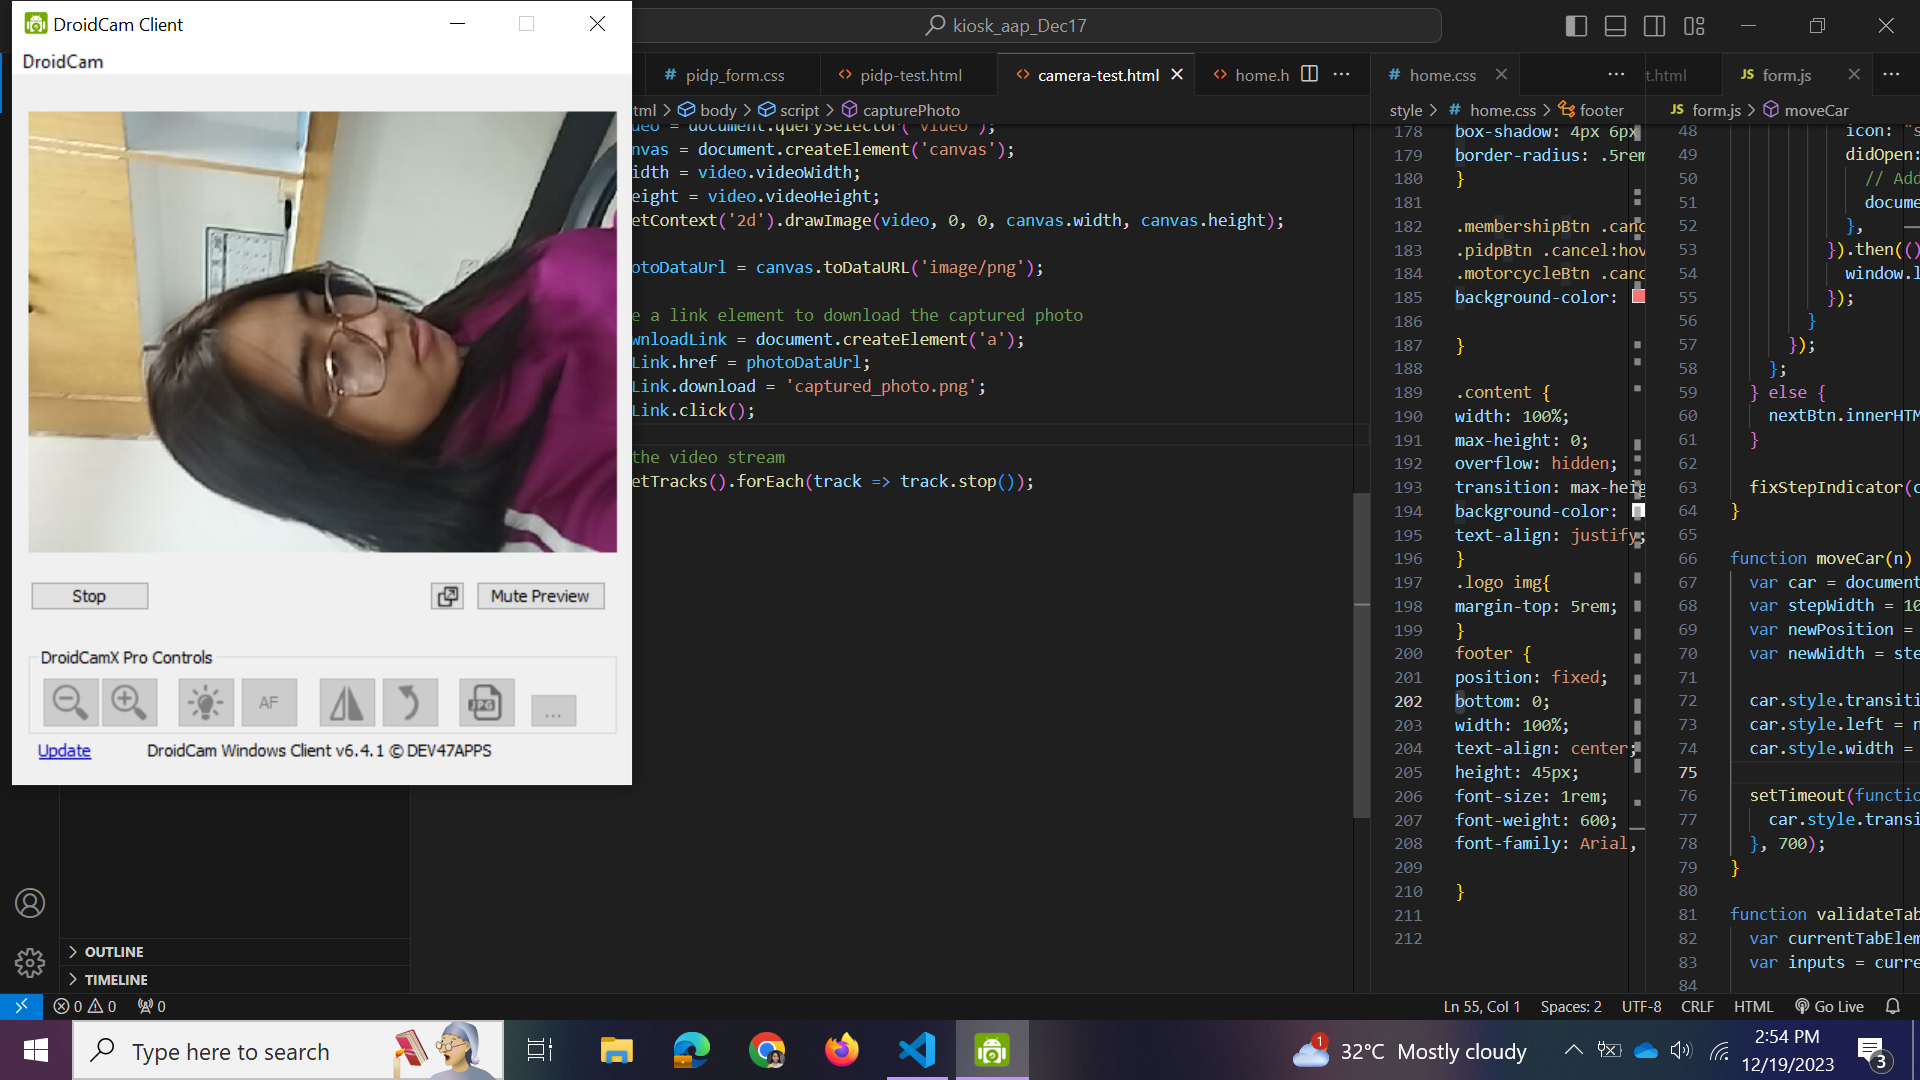 DroidCam Client
DroidCam
Stop
Mute Preview
DroidCamX Pro Controls
AF
JPG
...
Update
DroidCam Windows Client v6.4.1 © DEV47APPS
kiosk_aap_Dec17
# pidp_form.css
<> pidp-test.html
<> camera-test.html
<> home.h
tml > body > script > capturePhoto
ideo = document.querySelector('video');
nvas = document.createElement('canvas');
idth = video.videoWidth;
eight = video.videoHeight;
etContext('2d').drawImage(video, 0, 0, canvas.width, canvas.height);
otoDataUrl = canvas.toDataURL('image/png');
e a link element to download the captured photo
wnloadLink = document.createElement('a');
Link.href = photoDataUrl;
Link.download = 'captured_photo.png';
Link.click();
the video stream
etTracks().forEach(track => track.stop());
# home.css
style > # home.css > footer
178 box-shadow: 4px 6px
179 border-radius: .5rem
180 }
181
182 .membershipBtn .canc
183 .pidpBtn .cancel:hov
184 .motorcycleBtn .canc
185 background-color:
186
187 }
188
189 .content {
190 width: 100%;
191 max-height: 0;
192 overflow: hidden;
193 transition: max-heig
194 background-color:
195 text-align: justify;
196 }
197 .logo img{
198 margin-top: 5rem;
199 }
200 footer {
201 position: fixed;
202 bottom: 0;
203 width: 100%;
204 text-align: center;
205 height: 45px;
206 font-size: 1rem;
207 font-weight: 600;
208 font-family: Arial,
209
210 }
211
212
t.html
JS form.js
JS form.js > moveCar
48 icon: "s
49 didOpen:
50 // Add
51 docume
52 },
53 }).then(()
54 window.l
55 });
56 }
57 });
58 };
59 } else {
60 nextBtn.innerHTM
61 }
62
63 fixStepIndicator(c
64 }
65
66 function moveCar(n)
67 var car = document
68 var stepWidth = 10
69 var newPosition =
70 var newWidth = ste
71
72 car.style.transiti
73 car.style.left = n
74 car.style.width =
75
76 setTimeout(functio
77 car.style.transi
78 }, 700);
79 }
80
81 function validateTab
82 var currentTabElem
83 var inputs = curre
84
OUTLINE
TIMELINE
0 0 0
Ln 55, Col 1
Spaces: 2
UTF-8
CRLF
HTML
Go Live
Type here to search
1
32°C Mostly cloudy
2:54 PM
12/19/2023
3